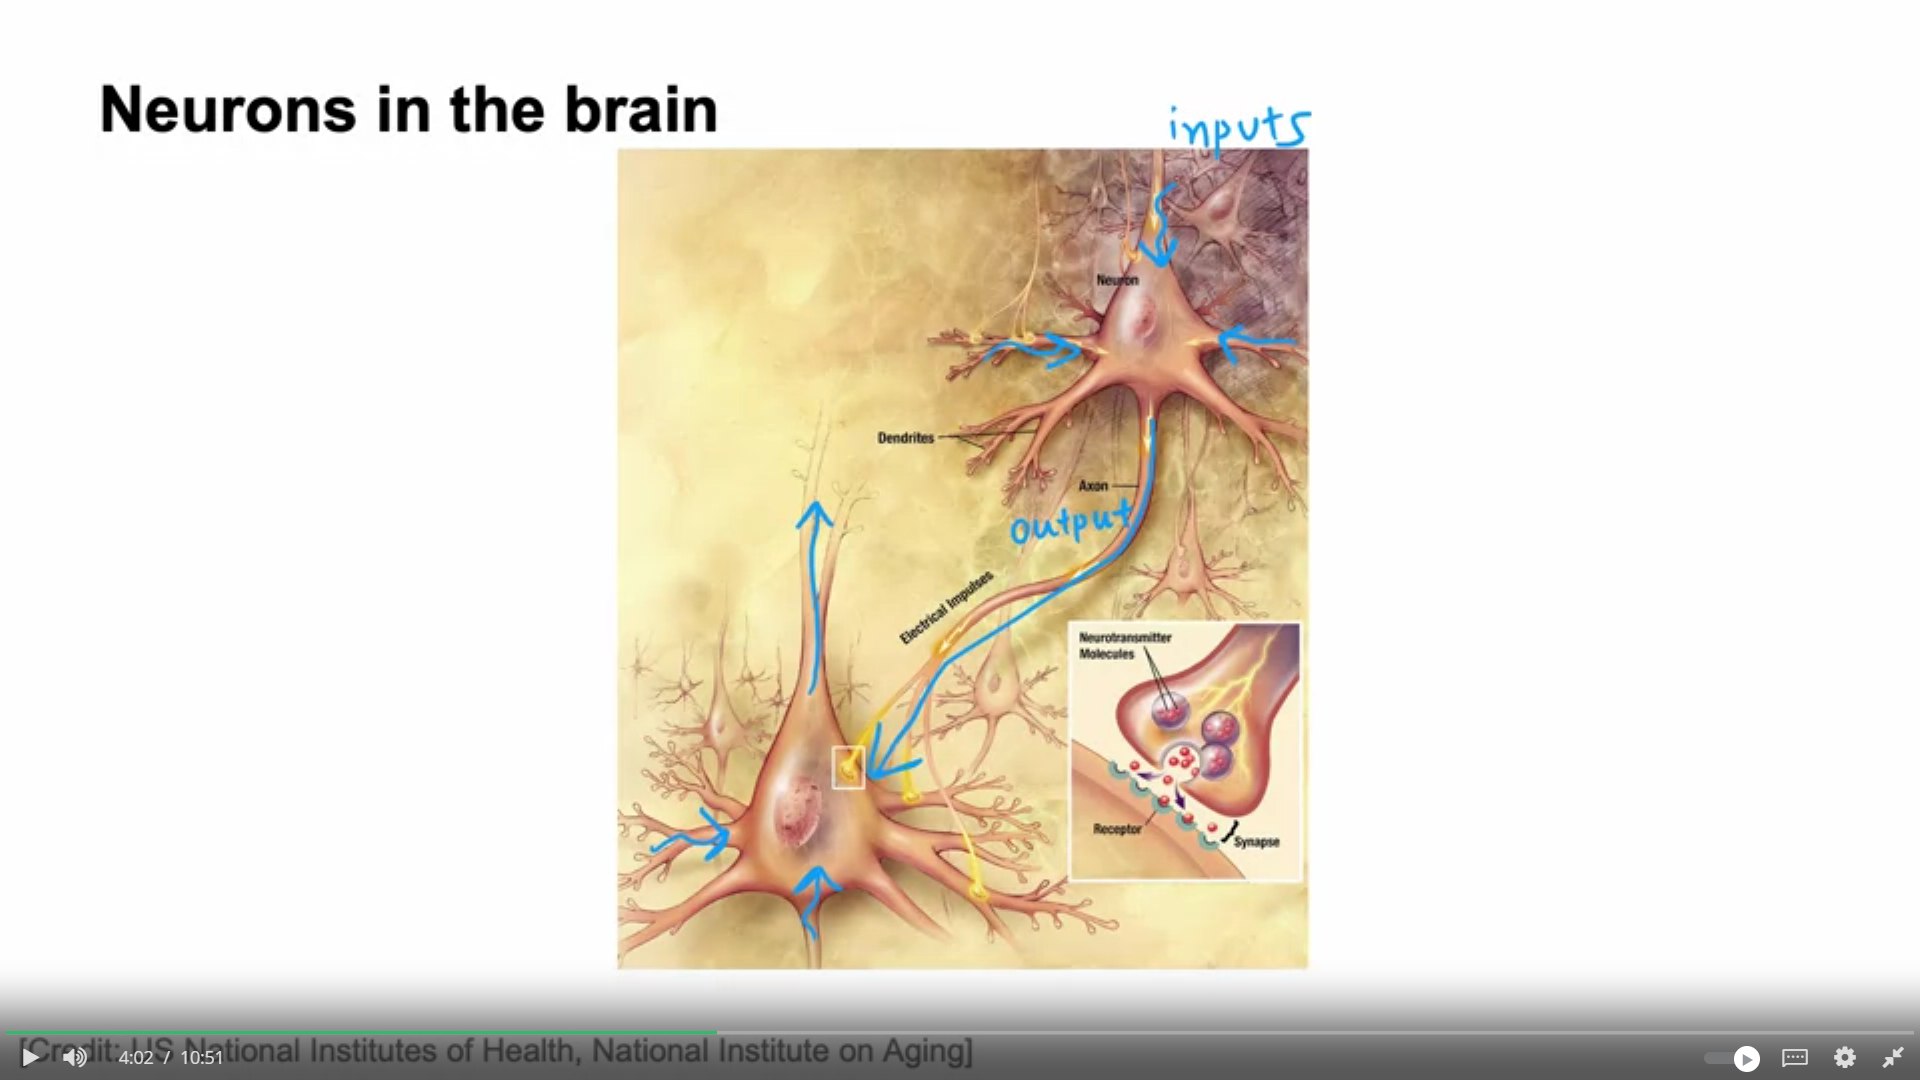 Neurons in the brain
inputs
Neuron
Dendrites
Axon
output
Electrical Impulses
Neurotransmitter
Molecules
Receptor
Synapse
[Credit: US National Institutes of Health, National Institute on Aging]
4:02 / 10:51